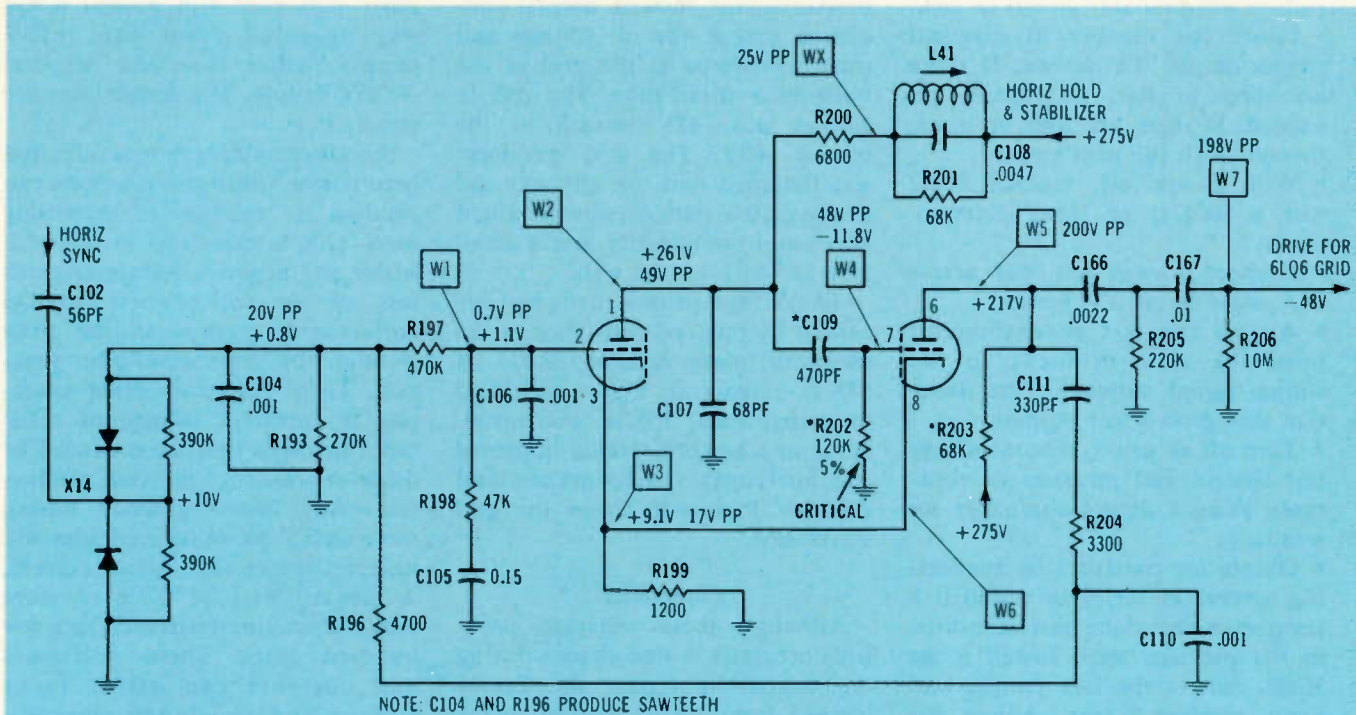 HORIZ
SYNC
C102
56PF
X14
390K
+10V
390K
20V PP
+0.8V
C104
.001
R193
270K
R196
4700
R197
470K
W1
0.7V PP
+1.1V
C106
.001
R198
47K
C105
0.15
W2
+261V
49V PP
1
2
3
C107
68PF
W3
+9.1V 17V PP
R199
1200
25V PP
WX
L41
R200
6800
HORIZ HOLD
& STABILIZER
+275V
C108
.0047
R201
68K
48V PP
-11.8V
W4
*C109
470PF
*R202
120K
5%
CRITICAL
6
7
8
W5
200V PP
+217V
W6
*R203
68K
+275V
C111
330PF
R204
3300
C110
.001
C166
.0022
C167
.01
R205
220K
R206
10M
198V PP
W7
DRIVE FOR
6LQ6 GRID
-48V
NOTE: C104 AND R196 PRODUCE SAWTEETH